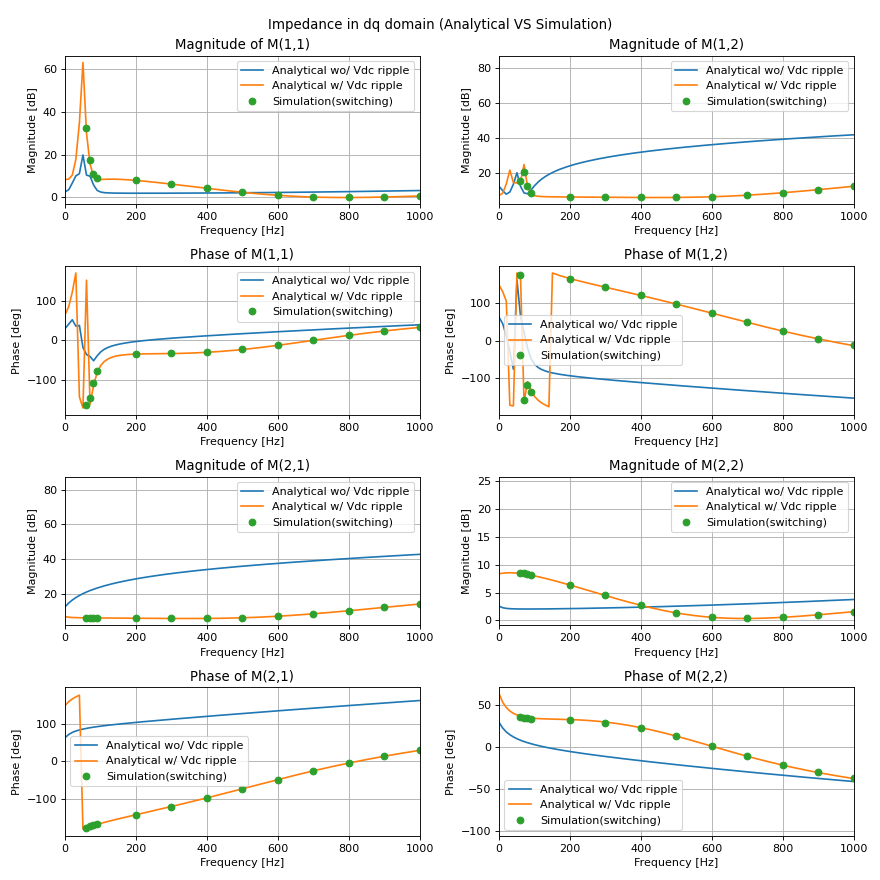 Impedance in dq domain (Analytical VS Simulation)
Magnitude of M(1,1)
Magnitude [dB]
60
40
20
0
Analytical wo/ Vdc ripple
Analytical w/ Vdc ripple
Simulation(switching)
0 200 400 600 800 1000
Frequency [Hz]
Magnitude of M(1,2)
Magnitude [dB]
80
60
40
20
Analytical wo/ Vdc ripple
Analytical w/ Vdc ripple
Simulation(switching)
0 200 400 600 800 1000
Frequency [Hz]
Phase of M(1,1)
Phase [deg]
100
0
−100
Analytical wo/ Vdc ripple
Analytical w/ Vdc ripple
Simulation(switching)
0 200 400 600 800 1000
Frequency [Hz]
Phase of M(1,2)
Phase [deg]
100
0
−100
Analytical wo/ Vdc ripple
Analytical w/ Vdc ripple
Simulation(switching)
0 200 400 600 800 1000
Frequency [Hz]
Magnitude of M(2,1)
Magnitude [dB]
80
60
40
20
Analytical wo/ Vdc ripple
Analytical w/ Vdc ripple
Simulation(switching)
0 200 400 600 800 1000
Frequency [Hz]
Magnitude of M(2,2)
Magnitude [dB]
25
20
15
10
5
0
Analytical wo/ Vdc ripple
Analytical w/ Vdc ripple
Simulation(switching)
0 200 400 600 800 1000
Frequency [Hz]
Phase of M(2,1)
Phase [deg]
100
0
−100
Analytical wo/ Vdc ripple
Analytical w/ Vdc ripple
Simulation(switching)
0 200 400 600 800 1000
Frequency [Hz]
Phase of M(2,2)
Phase [deg]
50
0
−50
−100
Analytical wo/ Vdc ripple
Analytical w/ Vdc ripple
Simulation(switching)
0 200 400 600 800 1000
Frequency [Hz]